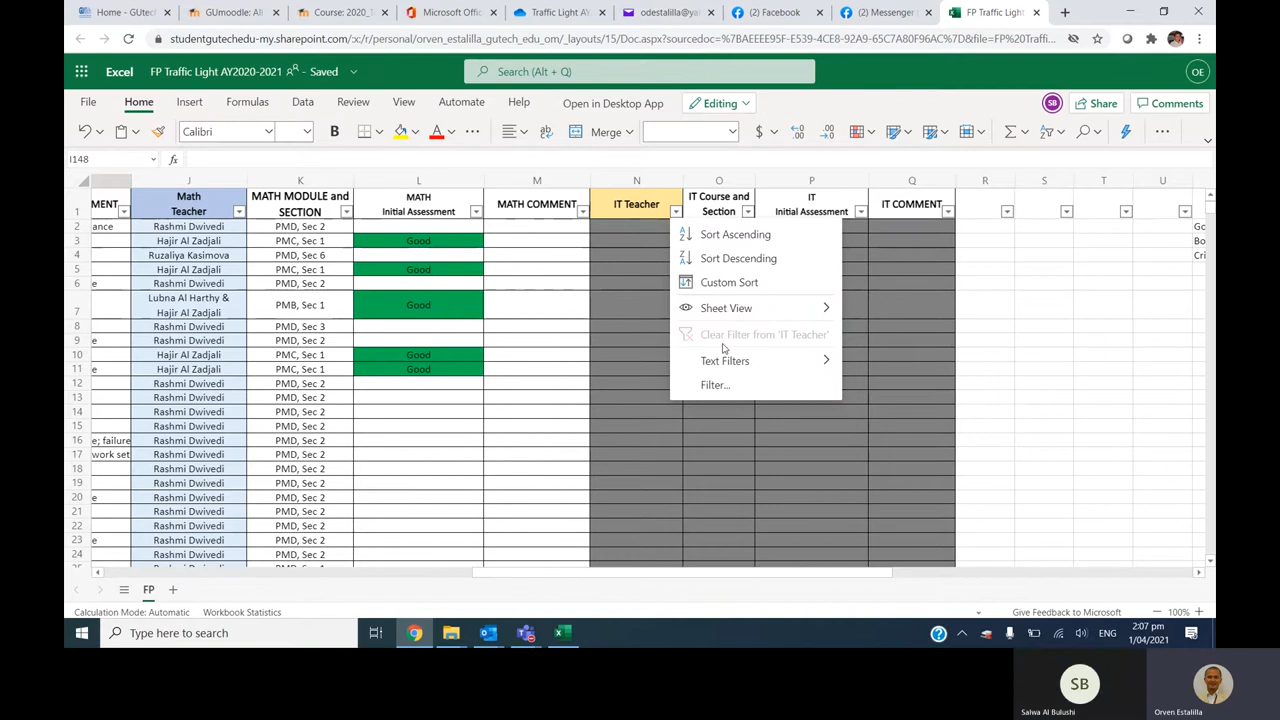 Home - GUtech
GUmoodle: All
Course: 2020_1
Microsoft Office
Traffic Light AY
odestalilla@ya
(2) Facebook
(2) Messenger
FP Traffic Light
studentgutechedu-my.sharepoint.com/:x:/r/personal/orven_estalilla_gutech_edu_om/_layouts/15/Doc.aspx?sourcedoc=%7BAEEEE95F-E539-4CE8-92A9-65C7A80F96AC%7D&file=FP%20Traffi...
Excel FP Traffic Light AY2020-2021 - Saved Search (Alt + Q) OE
File Home Insert Formulas Data Review View Automate Help Open in Desktop App Editing SB Share Comments
Calibri B A Merge $
I148 fx
J K L M N O P Q R S T U
1 MENT Math Teacher MATH MODULE and SECTION MATH Initial Assessment MATH COMMENT IT Teacher IT Course and Section IT Initial Assessment IT COMMENT
2 ance Rashmi Dwivedi PMD, Sec 2 Go
3 Hajir Al Zadjali PMC, Sec 1 Good Bo
4 Ruzaliya Kasimova PMD, Sec 6 Cri
5 Hajir Al Zadjali PMC, Sec 1 Good
6 e Rashmi Dwivedi PMD, Sec 2
7 Lubna Al Harthy & Hajir Al Zadjali PMB, Sec 1 Good
8 Rashmi Dwivedi PMD, Sec 3
9 e Rashmi Dwivedi PMD, Sec 2
10 Hajir Al Zadjali PMC, Sec 1 Good
11 e Hajir Al Zadjali PMC, Sec 1 Good
12 Rashmi Dwivedi PMD, Sec 2
13 Rashmi Dwivedi PMD, Sec 2
14 Rashmi Dwivedi PMD, Sec 2
15 Rashmi Dwivedi PMD, Sec 2
16 e; failure Rashmi Dwivedi PMD, Sec 2
17 work set Rashmi Dwivedi PMD, Sec 2
18 Rashmi Dwivedi PMD, Sec 2
19 Rashmi Dwivedi PMD, Sec 2
20 e Rashmi Dwivedi PMD, Sec 2
21 Rashmi Dwivedi PMD, Sec 2
22 Rashmi Dwivedi PMD, Sec 2
23 e Rashmi Dwivedi PMD, Sec 2
24 Rashmi Dwivedi PMD, Sec 2
Sort Ascending
Sort Descending
Custom Sort
Sheet View
Clear Filter from 'IT Teacher'
Text Filters
Filter...
FP
Calculation Mode: Automatic Workbook Statistics Give Feedback to Microsoft 100%
Type here to search ENG 2:07 pm
1/04/2021
SB
Salwa Al Bulushi Orven Estalilla